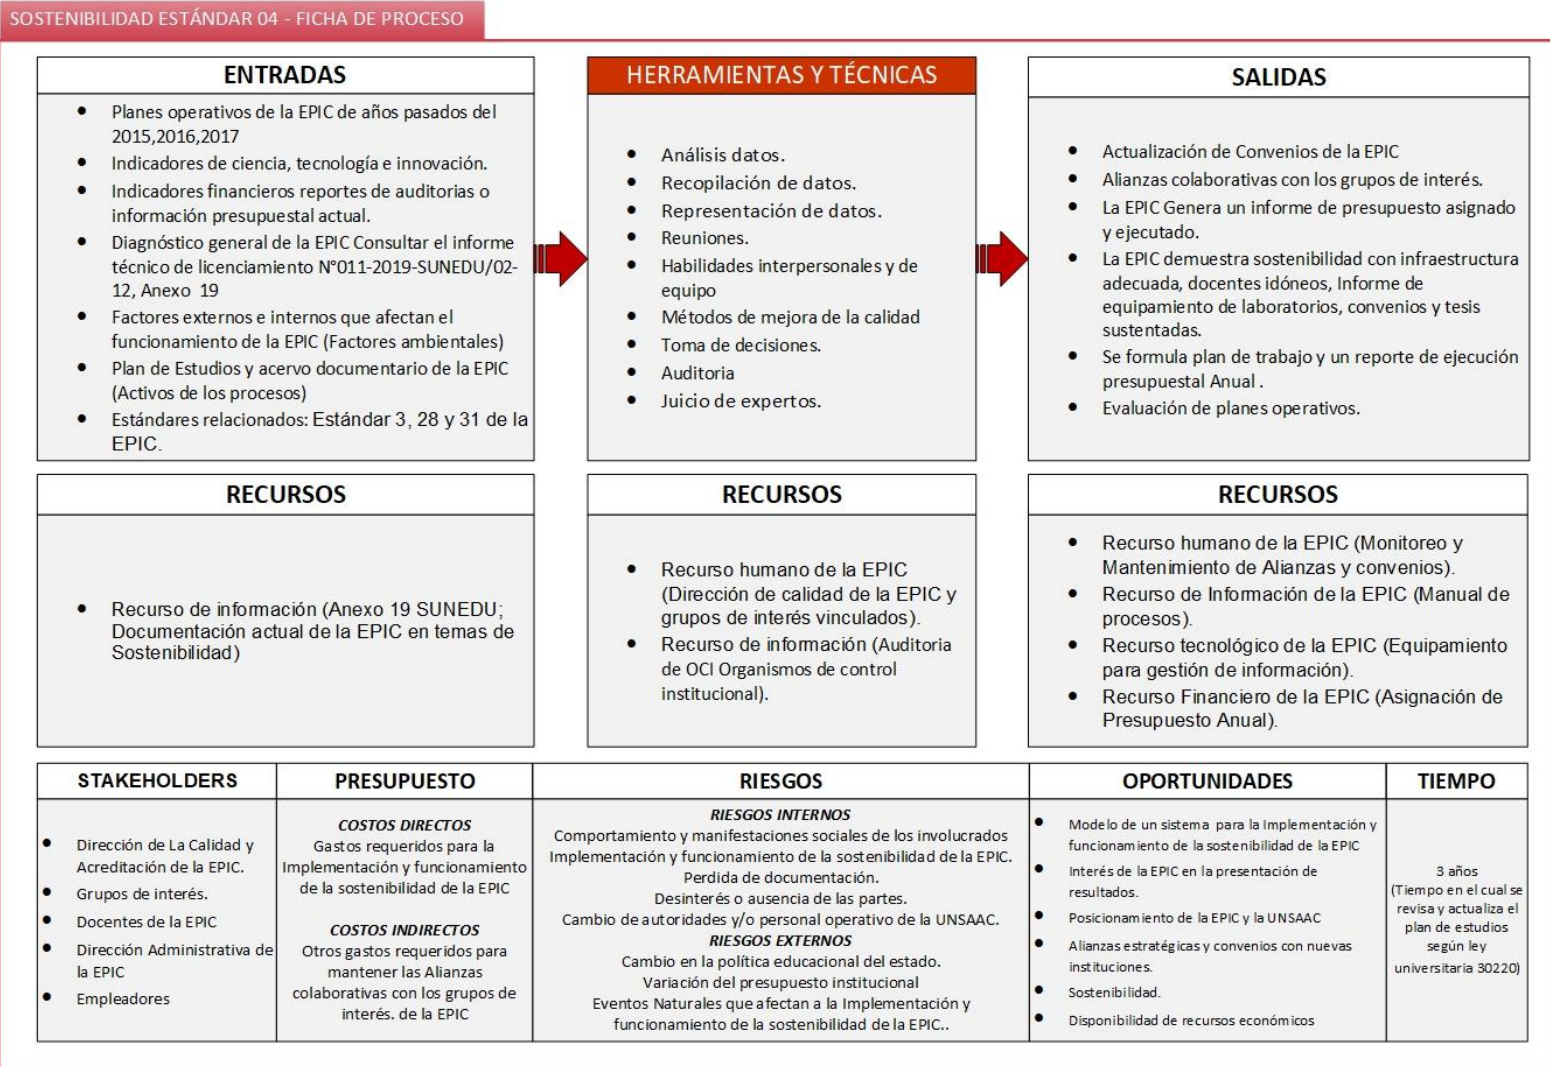 SOSTENIBILIDAD ESTÁNDAR 04 - FICHA DE PROCESO
ENTRADAS
Planes operativos de la EPIC de años pasados del
2015,2016,2017
Indicadores de ciencia, tecnología e innovación.
Indicadores financieros reportes de auditorias o
información presupuestal actual.
Diagnóstico general de la EPIC Consultar el informe
técnico de licenciamiento N°011-2019-SUNEDU/02-
12, Anexo 19
Factores externos e internos que afectan el
funcionamiento de la EPIC (Factores ambientales)
Plan de Estudios y acervo documentario de la EPIC
(Activos de los procesos)
Estándares relacionados: Estándar 3, 28 y 31 de la
EPIC.
HERRAMIENTAS Y TÉCNICAS
Análisis datos.
Recopilación de datos.
Representación de datos.
Reuniones.
Habilidades interpersonales y de
equipo
Métodos de mejora de la calidad
Toma de decisiones.
Auditoria
Juicio de expertos.
SALIDAS
Actualización de Convenios de la EPIC
Alianzas colaborativas con los grupos de interés.
La EPIC Genera un informe de presupuesto asignado
y ejecutado.
La EPIC demuestra sostenibilidad con infraestructura
adecuada, docentes idóneos, Informe de
equipamiento de laboratorios, convenios y tesis
sustentadas.
Se formula plan de trabajo y un reporte de ejecución
presupuestal Anual .
Evaluación de planes operativos.
RECURSOS
Recurso de información (Anexo 19 SUNEDU;
Documentación actual de la EPIC en temas de
Sostenibilidad)
RECURSOS
Recurso humano de la EPIC
(Dirección de calidad de la EPIC y
grupos de interés vinculados).
Recurso de información (Auditoria
de OCI Organismos de control
institucional).
RECURSOS
Recurso humano de la EPIC (Monitoreo y
Mantenimiento de Alianzas y convenios).
Recurso de Información de la EPIC (Manual de
procesos).
Recurso tecnológico de la EPIC (Equipamiento
para gestión de información).
Recurso Financiero de la EPIC (Asignación de
Presupuesto Anual).
STAKEHOLDERS
Dirección de La Calidad y
Acreditación de la EPIC.
Grupos de interés.
Docentes de la EPIC
Dirección Administrativa de
la EPIC
Empleadores
PRESUPUESTO
COSTOS DIRECTOS
Gastos requeridos para la
Implementación y funcionamiento
de la sostenibilidad de la EPIC
COSTOS INDIRECTOS
Otros gastos requeridos para
mantener las Alianzas
colaborativas con los grupos de
interés. de la EPIC
RIESGOS
RIESGOS INTERNOS
Comportamiento y manifestaciones sociales de los involucrados
Implementación y funcionamiento de la sostenibilidad de la EPIC.
Perdida de documentación.
Desinterés o ausencia de las partes.
Cambio de autoridades y/o personal operativo de la UNSAAC.
RIESGOS EXTERNOS
Cambio en la política educacional del estado.
Variación del presupuesto institucional
Eventos Naturales que afectan a la Implementación y
funcionamiento de la sostenibilidad de la EPIC..
OPORTUNIDADES
Modelo de un sistema para la Implementación y
funcionamiento de la sostenibilidad de la EPIC
Interés de la EPIC en la presentación de
resultados.
Posicionamiento de la EPIC y la UNSAAC
Alianzas estratégicas y convenios con nuevas
instituciones.
Sostenibilidad.
Disponibilidad de recursos económicos
TIEMPO
3 años
(Tiempo en el cual se
revisa y actualiza el
plan de estudios
según ley
universitaria 30220)